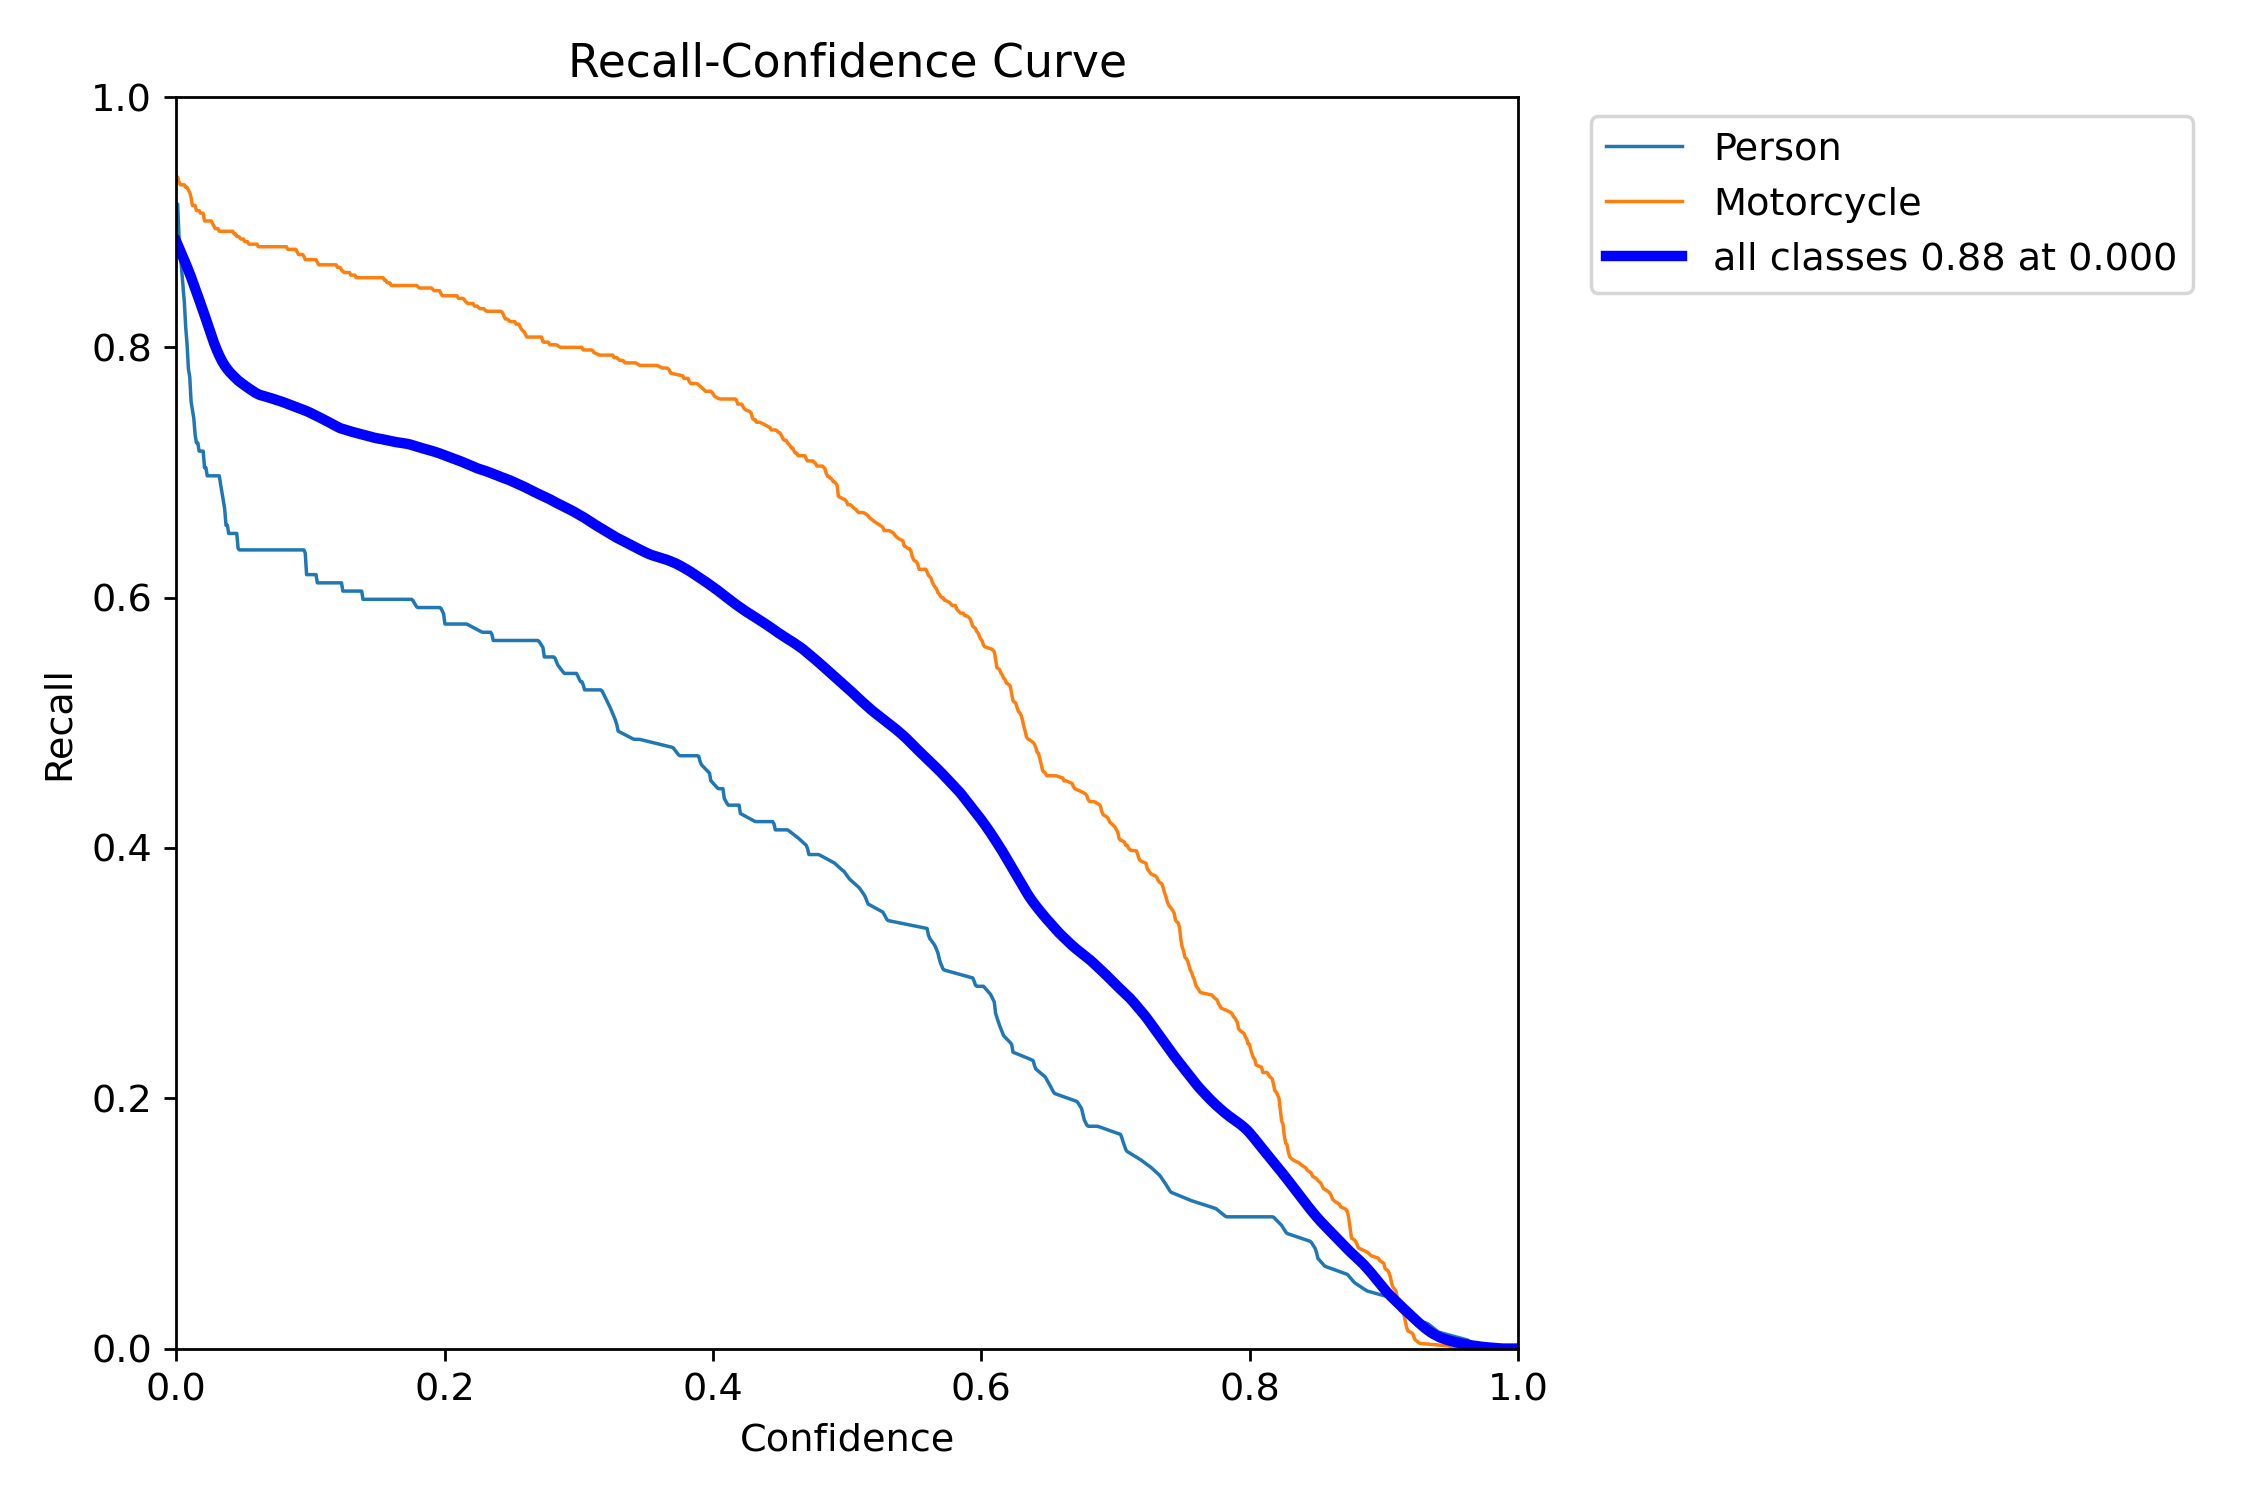 Recall-Confidence Curve
1.0
0.8
0.6
0.4
0.2
0.0
Recall
0.0 0.2 0.4 0.6 0.8 1.0
Confidence
Person
Motorcycle
all classes 0.88 at 0.000